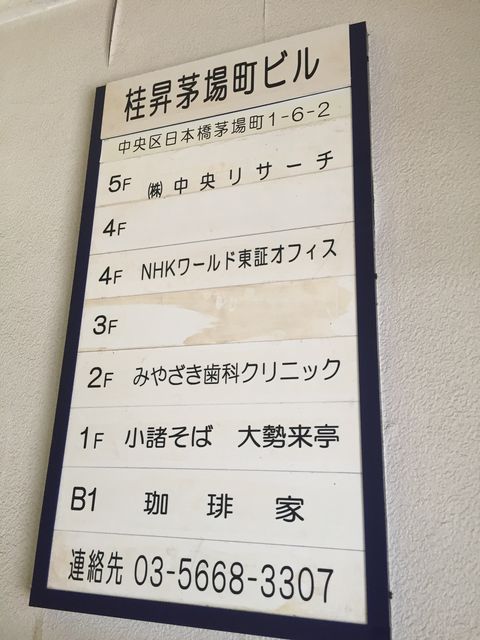 桂昇茅場町ビル
中央区日本橋茅場町1-6-2
5F ㈱中央リサーチ
4F
4F NHKワールド東証オフィス
3F
2F みやざき歯科クリニック
1F 小諸そば 大勢来亭
B1 珈琲家
連絡先 03-5668-3307